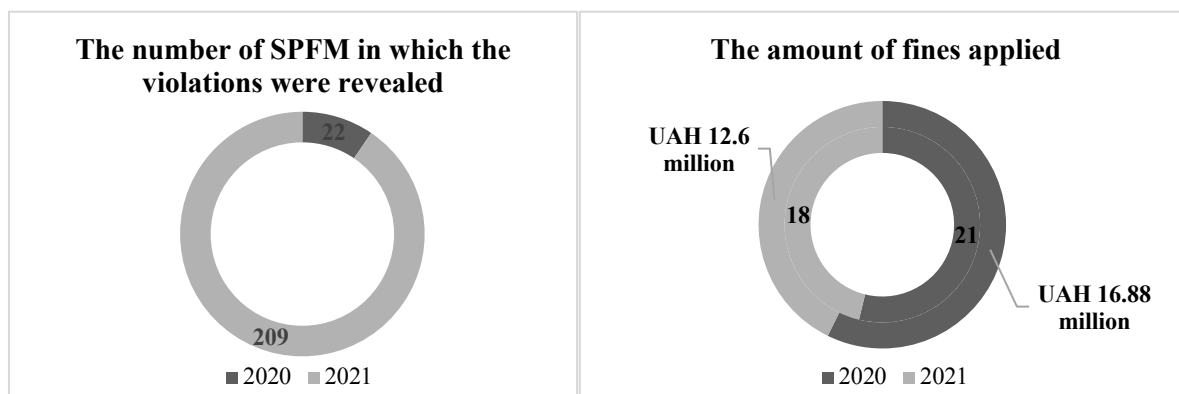 The number of SPFM in which the
violations were revealed
22
209
2020 2021
The amount of fines applied
UAH 12.6
million
18
21
UAH 16.88
million
2020 2021